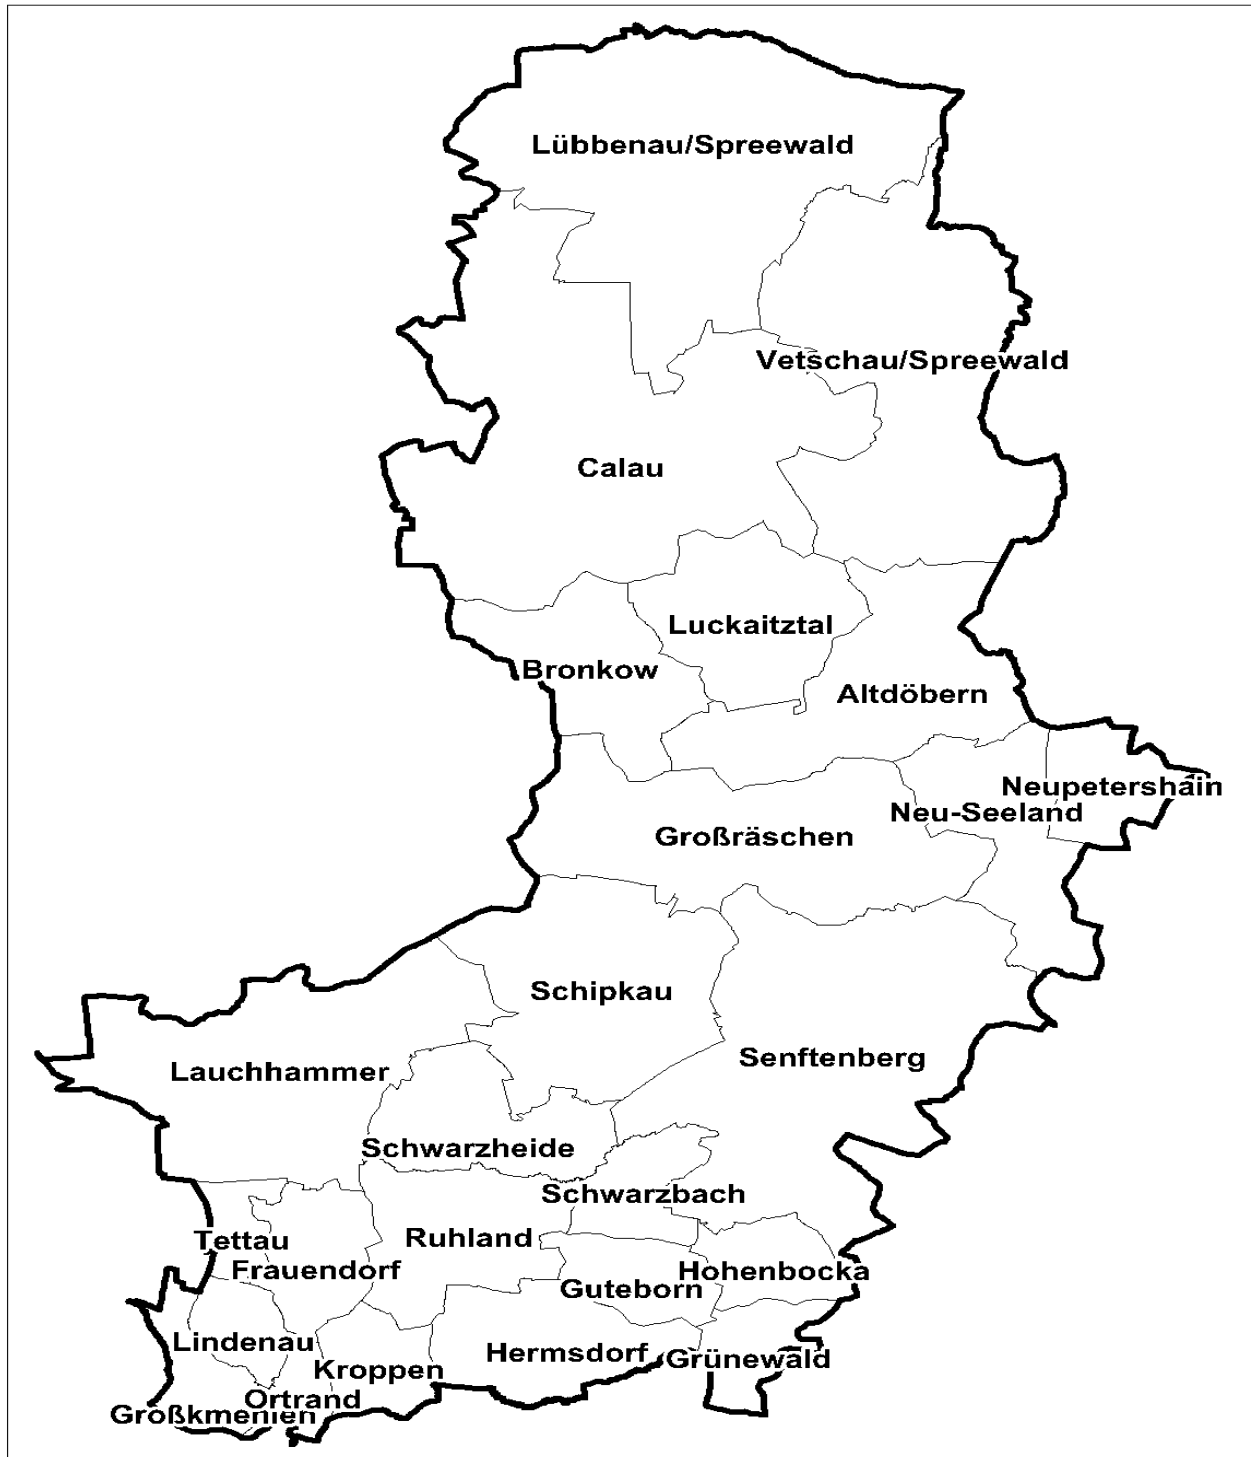 Lübbenau/Spreewald
Vetschau/Spreewald
Calau
Luckaitztal
Bronkow
Altdöbern
Neupetershain
Neu-Seeland
Großräschen
Schipkau
Senftenberg
Lauchhammer
Schwarzheide
Schwarzbach
Ruhland
Tettau
Frauendorf
Hohenbocka
Guteborn
Lindenau
Hermsdorf
Grünewald
Kroppen
Ortrand
Großkmehlen